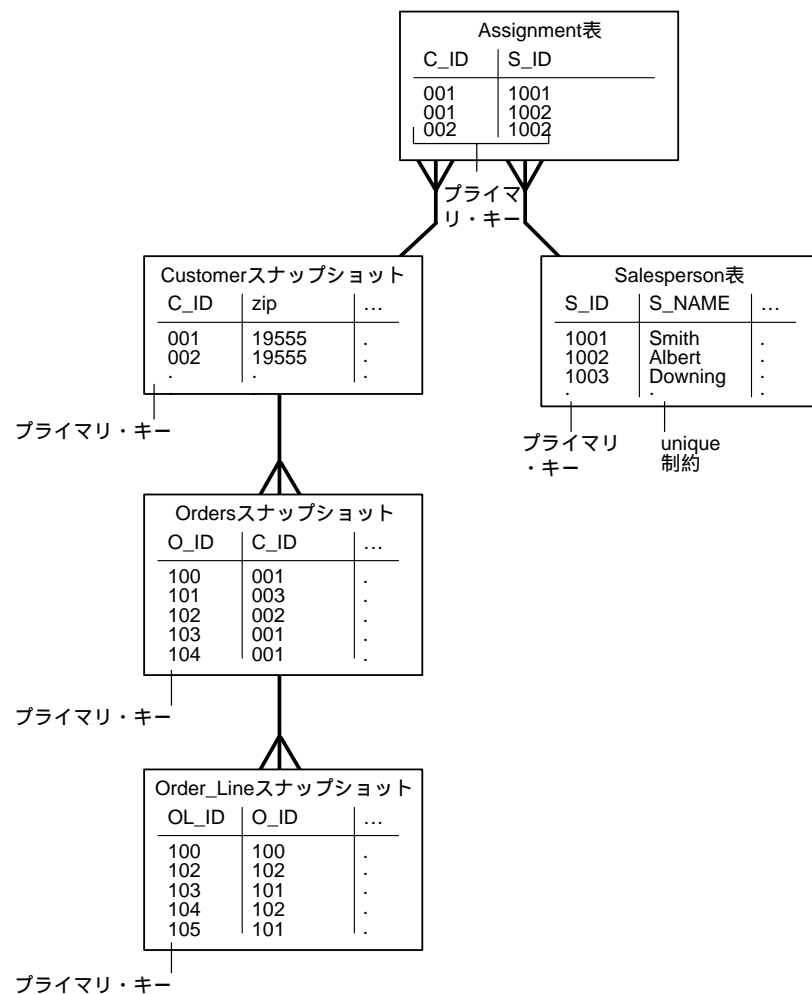 Assignment表
C_ID S_ID
001 1001
001 1002
002 1002
プライマ
リ・キー
Customerスナップショット
C_ID zip ...
001 19555 .
002 19555 .
. . .
プライマリ・キー
Salesperson表
S_ID S_NAME ...
1001 Smith .
1002 Albert .
1003 Downing .
. . .
プライマリ
・キー
unique
制約
Ordersスナップショット
O_ID C_ID ...
100 001 .
101 003 .
102 002 .
103 001 .
104 001 .
プライマリ・キー
Order_Lineスナップショット
OL_ID O_ID ...
100 100 .
102 102 .
103 101 .
104 102 .
105 101 .
プライマリ・キー